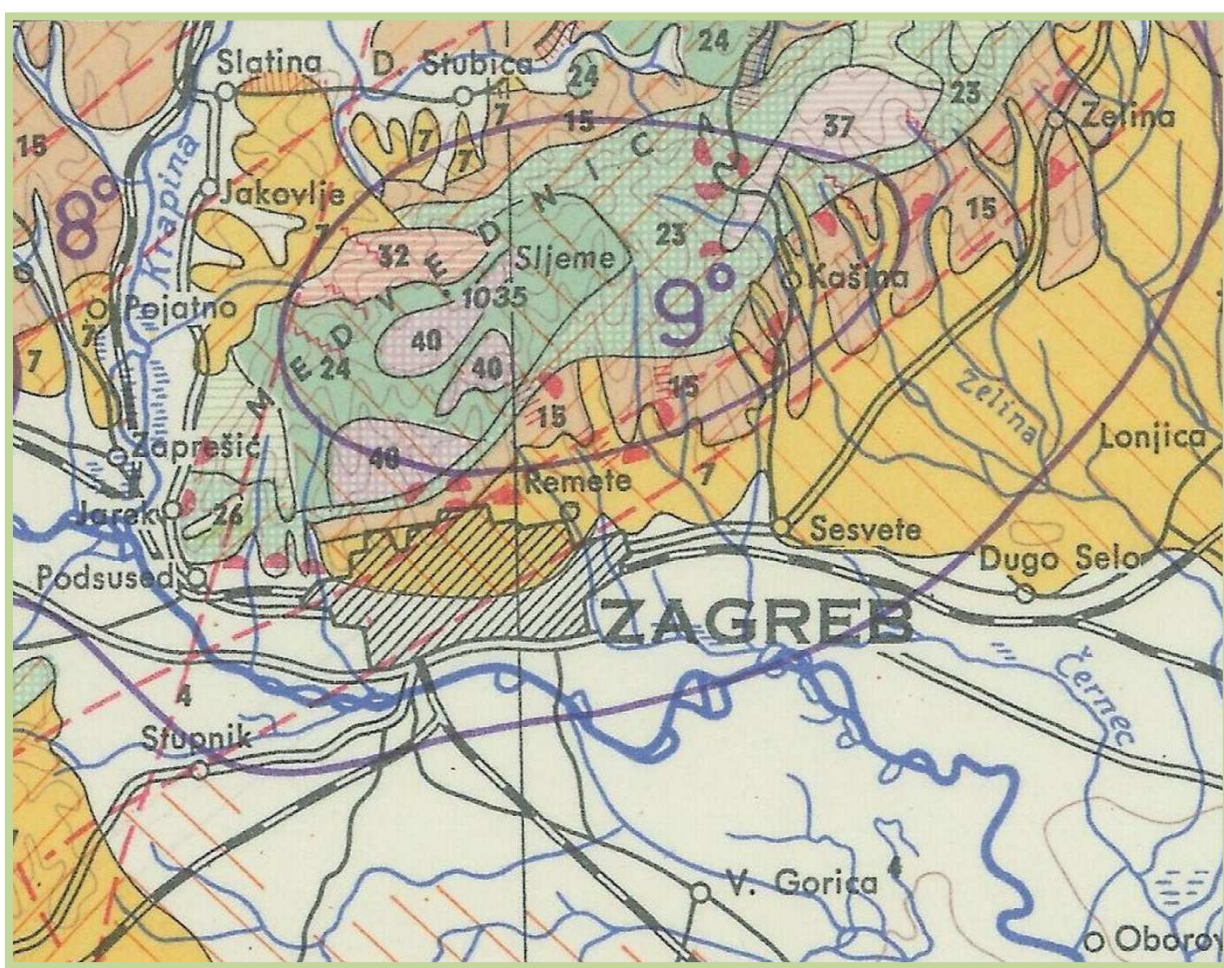 24
Slatina
D. Stubica
24
23
7
15
37
Zelina
15
7
7
Krapina
Jakovlje
8°
7
15
32
23
Sljeme
MEDVEDNICA
9°
Kašina
1035
Pojatno
7
7
40
40
24
15
15
Zelina
Lonjica
Zaprešić
40
7
Remete
Jarek
26
Sesvete
Dugo Selo
Podsused
ZAGREB
4
Stupnik
Černec
V. Gorica
4